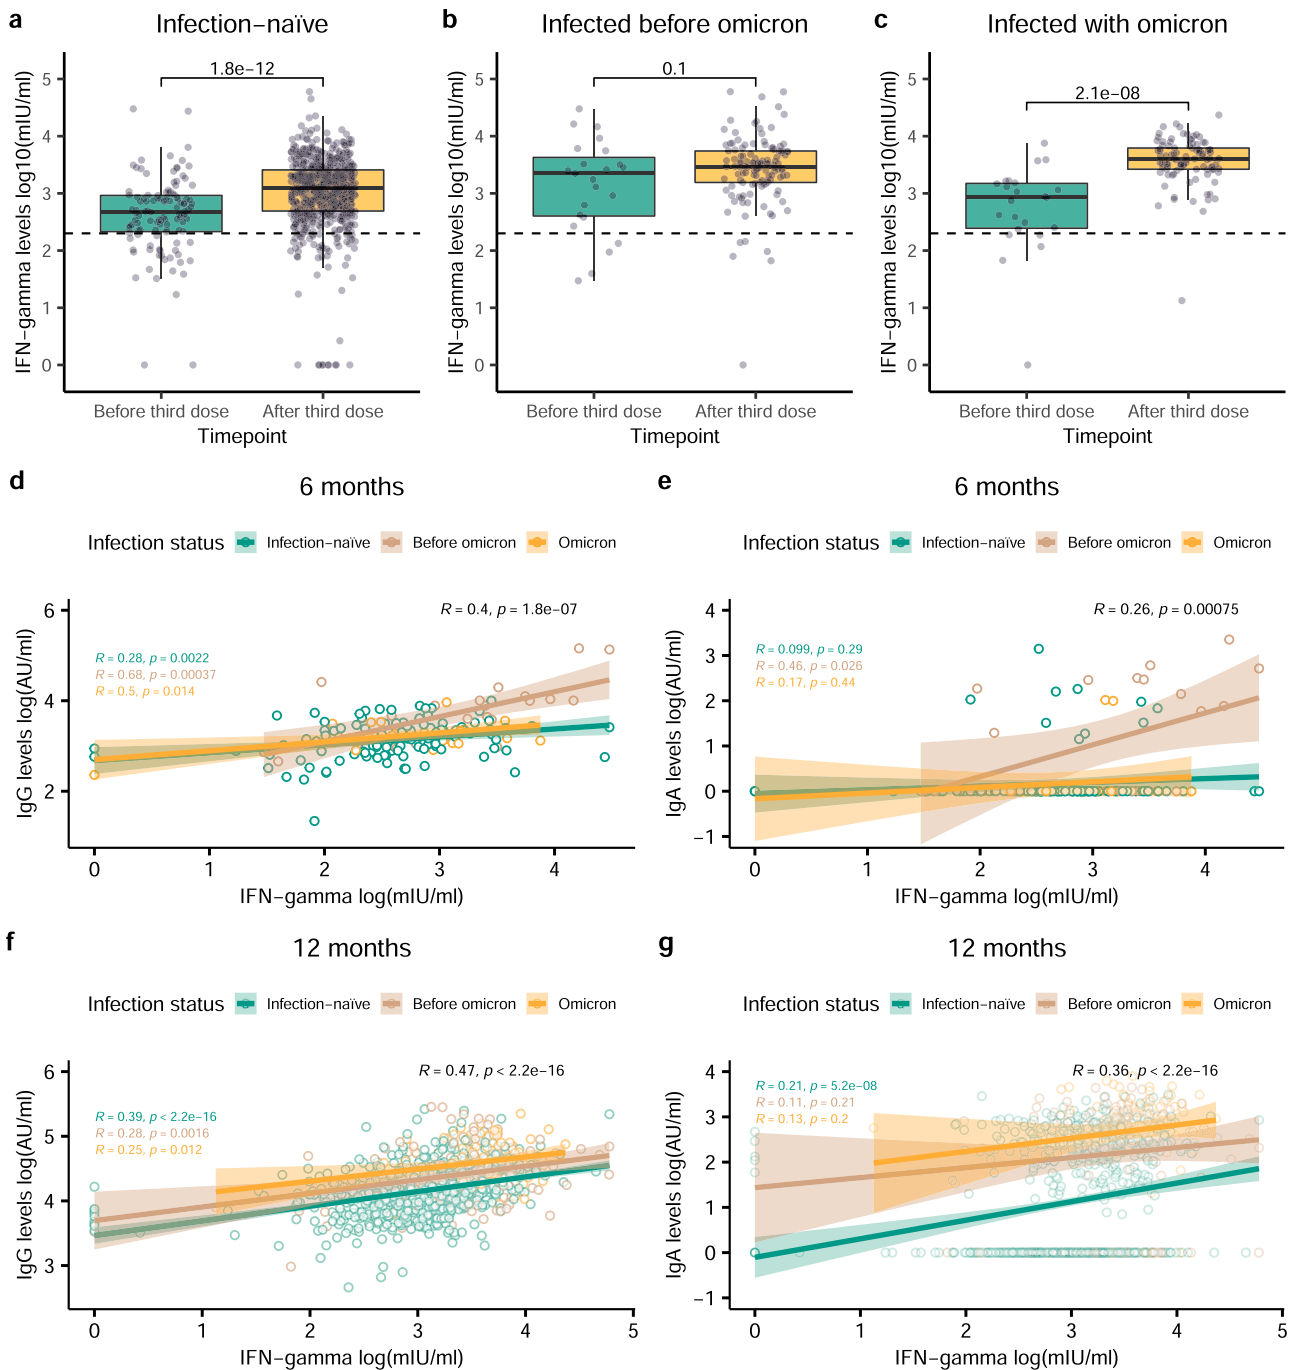 a Infection−naïve
IFN−gamma levels log10(mIU/ml)
5
4
3
2
1
0
1.8e−12
Before third dose After third dose
Timepoint
b Infected before omicron
IFN−gamma levels log10(mIU/ml)
5
4
3
2
1
0
0.1
Before third dose After third dose
Timepoint
c Infected with omicron
IFN−gamma levels log10(mIU/ml)
5
4
3
2
1
0
2.1e−08
Before third dose After third dose
Timepoint
d 6 months
Infection status Infection−naïve Before omicron Omicron
IgG levels log(AU/ml)
6
4
2
R = 0.4, p = 1.8e−07
R = 0.28, p = 0.0022
R = 0.68, p = 0.00037
R = 0.5, p = 0.014
0 1 2 3 4
IFN−gamma log(mIU/ml)
e 6 months
Infection status Infection−naïve Before omicron Omicron
IgA levels log(AU/ml)
4
3
2
1
0
−1
R = 0.26, p = 0.00075
R = 0.099, p = 0.29
R = 0.46, p = 0.026
R = 0.17, p = 0.44
0 1 2 3 4
IFN−gamma log(mIU/ml)
f 12 months
Infection status Infection−naïve Before omicron Omicron
IgG levels log(AU/ml)
6
5
4
3
R = 0.47, p < 2.2e−16
R = 0.39, p < 2.2e−16
R = 0.28, p = 0.0016
R = 0.25, p = 0.012
0 1 2 3 4 5
IFN−gamma log(mIU/ml)
g 12 months
Infection status Infection−naïve Before omicron Omicron
IgA levels log(AU/ml)
4
3
2
1
0
−1
R = 0.36, p < 2.2e−16
R = 0.21, p = 5.2e−08
R = 0.11, p = 0.21
R = 0.13, p = 0.2
0 1 2 3 4 5
IFN−gamma log(mIU/ml)